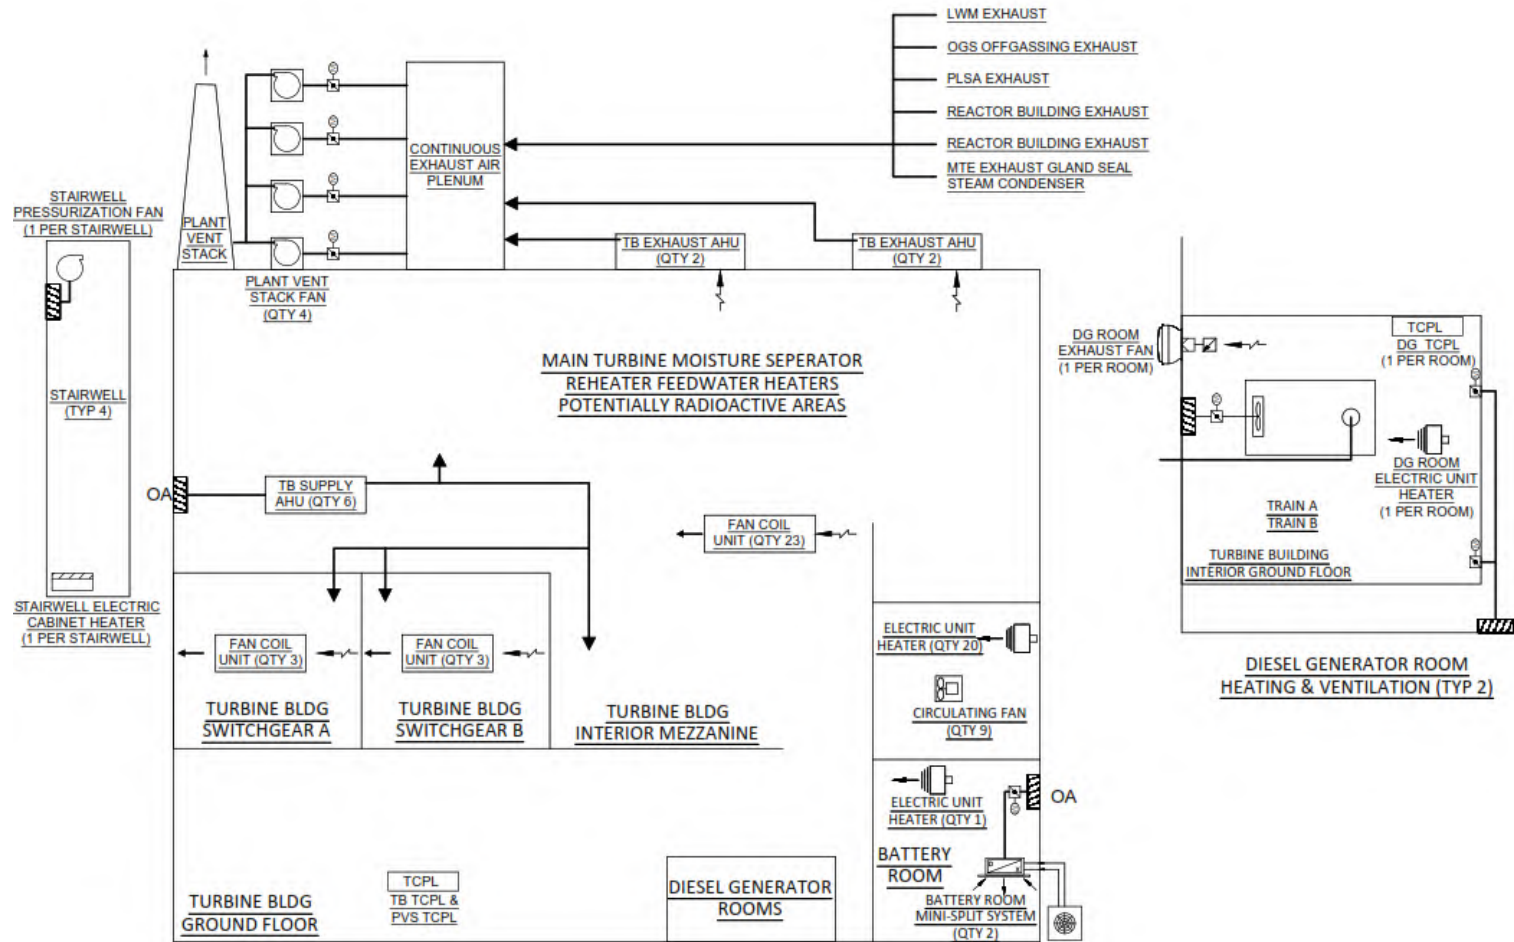 LWM EXHAUST
OGS OFFGASSING EXHAUST
PLSA EXHAUST
REACTOR BUILDING EXHAUST
REACTOR BUILDING EXHAUST
MTE EXHAUST GLAND SEAL
STEAM CONDENSER
CONTINUOUS
EXHAUST AIR
PLENUM
STAIRWELL
PRESSURIZATION FAN
(1 PER STAIRWELL)
PLANT
VENT
STACK
TB EXHAUST AHU
(QTY 2)
TB EXHAUST AHU
(QTY 2)
PLANT VENT
STACK FAN
(QTY 4)
STAIRWELL
(TYP 4)
MAIN TURBINE MOISTURE SEPERATOR
REHEATER FEEDWATER HEATERS
POTENTIALLY RADIOACTIVE AREAS
OA
TB SUPPLY
AHU (QTY 6)
FAN COIL
UNIT (QTY 23)
STAIRWELL ELECTRIC
CABINET HEATER
(1 PER STAIRWELL)
FAN COIL
UNIT (QTY 3)
FAN COIL
UNIT (QTY 3)
TURBINE BLDG
SWITCHGEAR A
TURBINE BLDG
SWITCHGEAR B
TURBINE BLDG
INTERIOR MEZZANINE
ELECTRIC UNIT
HEATER (QTY 20)
CIRCULATING FAN
(QTY 9)
ELECTRIC UNIT
HEATER (QTY 1)
OA
BATTERY
ROOM
BATTERY ROOM
MINI-SPLIT SYSTEM
(QTY 2)
TURBINE BLDG
GROUND FLOOR
TCPL
TB TCPL &
PVS TCPL
DIESEL GENERATOR
ROOMS
DG ROOM
EXHAUST FAN
(1 PER ROOM)
TCPL
DG TCPL
(1 PER ROOM)
DG ROOM
ELECTRIC UNIT
HEATER
(1 PER ROOM)
TRAIN A
TRAIN B
TURBINE BUILDING
INTERIOR GROUND FLOOR
DIESEL GENERATOR ROOM
HEATING & VENTILATION (TYP 2)